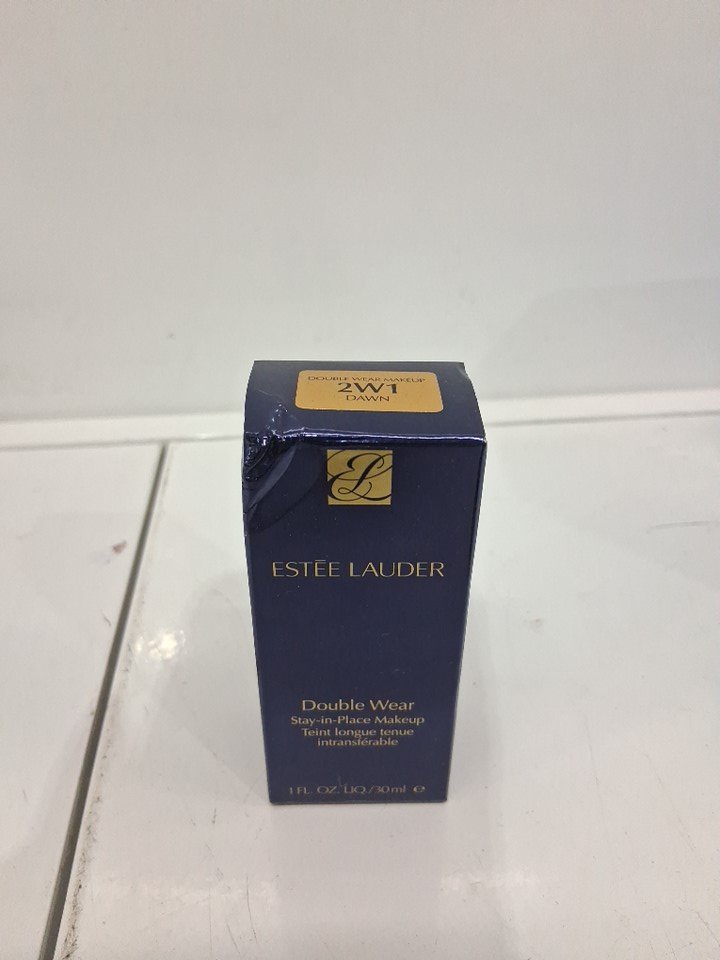 DOUBLE WEAR MAKEUP
2W1
DAWN
EL
ESTĒE LAUDER
Double Wear
Stay-in-Place Makeup
Teint longue tenue
intransférable
1 FL. OZ. LIQ./30 ml ℮